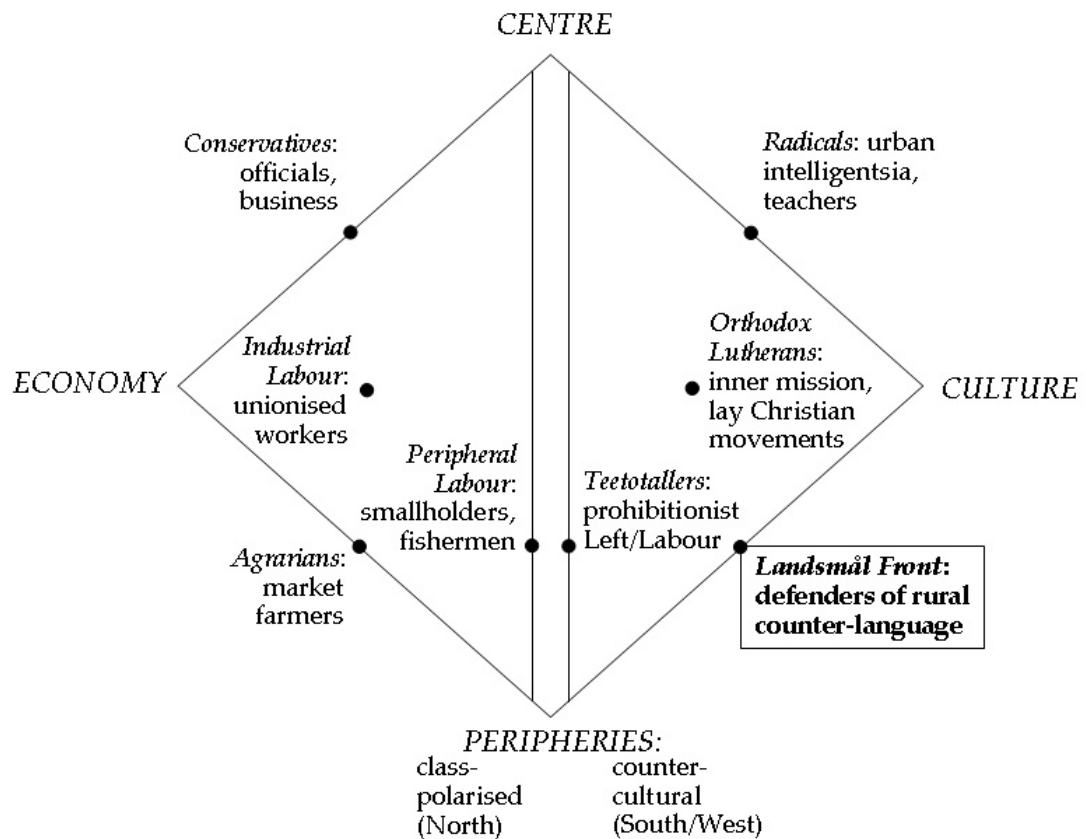 CENTRE
Conservatives:
officials,
business
Radicals: urban
intelligentsia,
teachers
ECONOMY
Industrial
Labour:
unionised
workers
Orthodox
Lutherans:
inner mission,
lay Christian
movements
CULTURE
Peripheral
Labour:
smallholders,
fishermen
Teetotallers:
prohibitionist
Left/Labour
Agrarians:
market
farmers
Landsmål Front:
defenders of rural
counter-language
PERIPHERIES:
class-
polarised
(North)
counter-
cultural
(South/West)